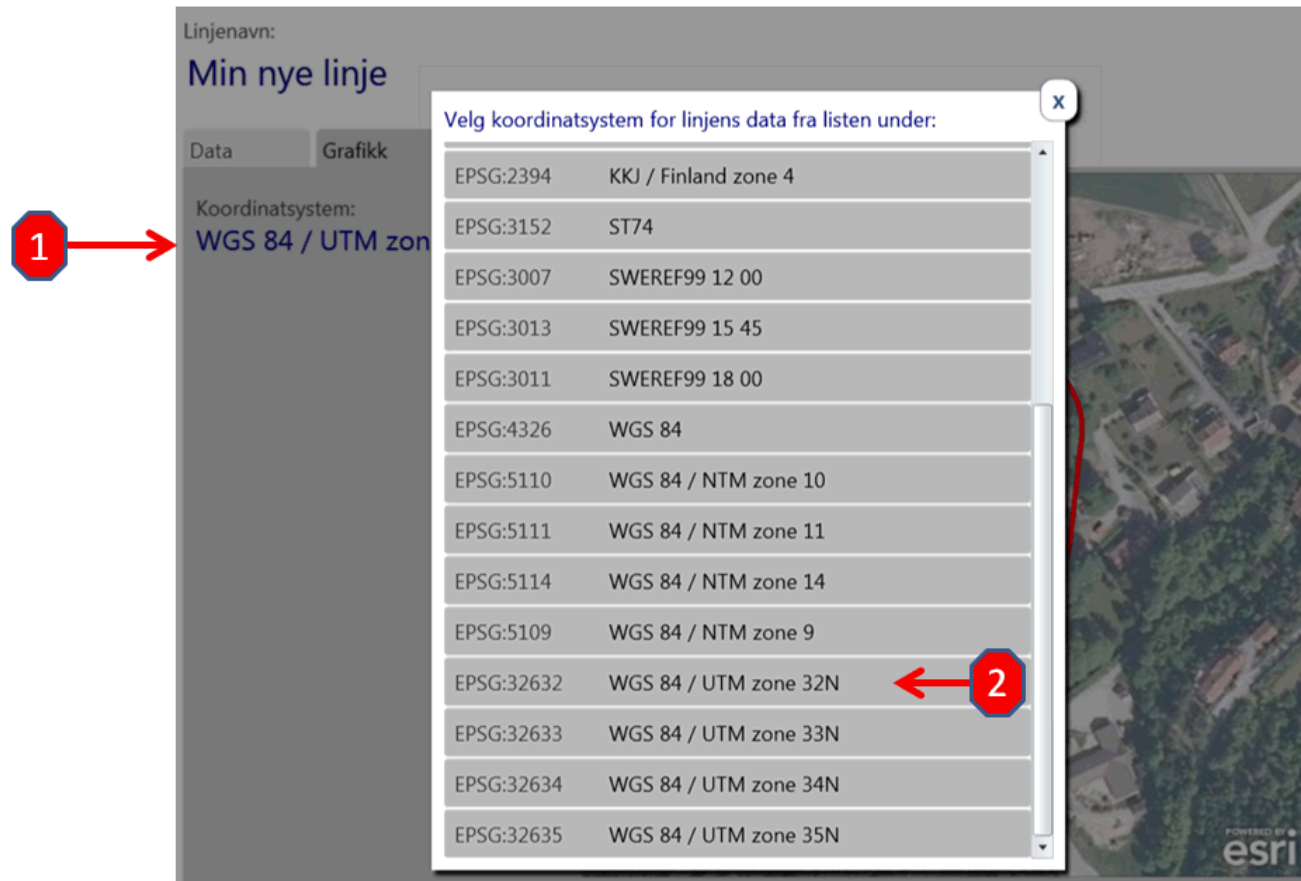 Linjenavn:
Min nye linje
x
Velg koordinatsystem for linjens data fra listen under:
Data Grafikk
Koordinatsystem:
WGS 84 / UTM zon
1
EPSG:2394 KKJ / Finland zone 4
EPSG:3152 ST74
EPSG:3007 SWEREF99 12 00
EPSG:3013 SWEREF99 15 45
EPSG:3011 SWEREF99 18 00
EPSG:4326 WGS 84
EPSG:5110 WGS 84 / NTM zone 10
EPSG:5111 WGS 84 / NTM zone 11
EPSG:5114 WGS 84 / NTM zone 14
EPSG:5109 WGS 84 / NTM zone 9
EPSG:32632 WGS 84 / UTM zone 32N
2
EPSG:32633 WGS 84 / UTM zone 33N
EPSG:32634 WGS 84 / UTM zone 34N
EPSG:32635 WGS 84 / UTM zone 35N
POWERED BY
esri